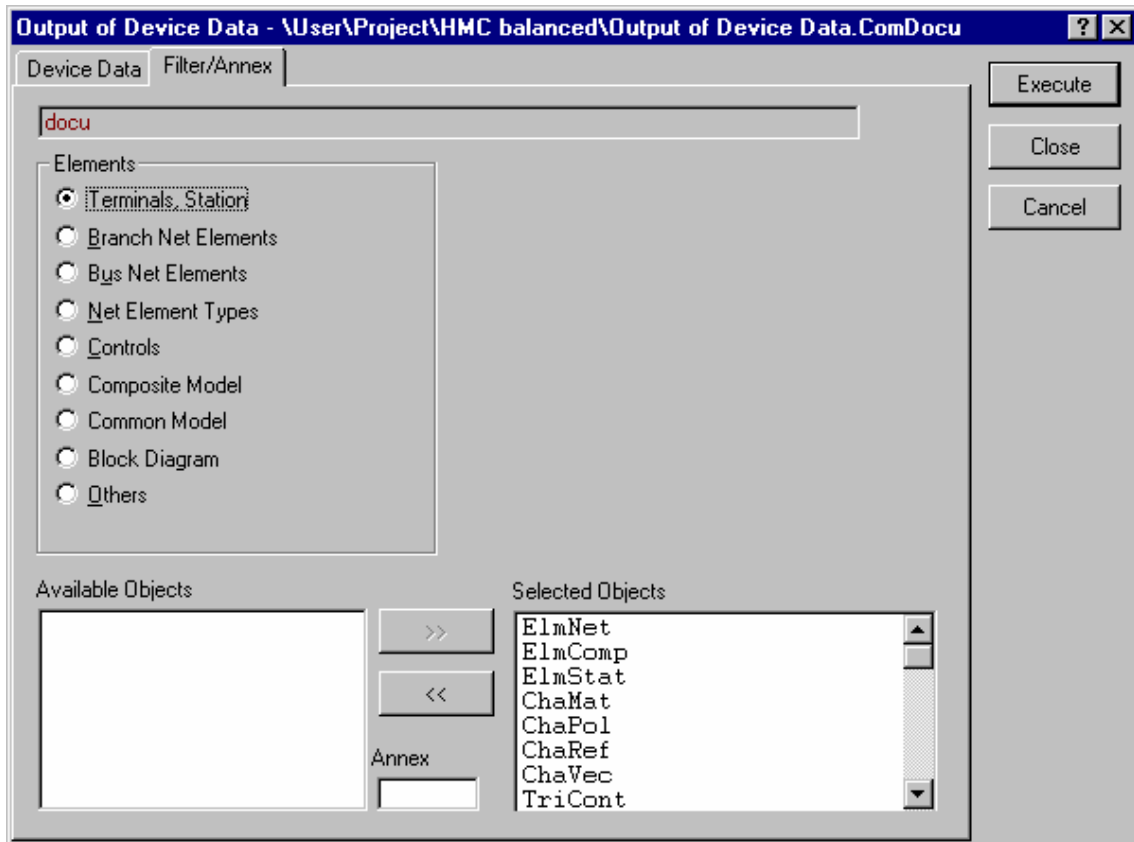 Output of Device Data - \User\Project\HMC balanced\Output of Device Data.ComDocu
Device Data
Filter/Annex
Execute
Close
Cancel
docu
Elements
Terminals, Station
Branch Net Elements
Bus Net Elements
Net Element Types
Controls
Composite Model
Common Model
Block Diagram
Others
Available Objects
>>
<<
Annex
Selected Objects
ElmNet
ElmComp
ElmStat
ChaMat
ChaPol
ChaRef
ChaVec
TriCont